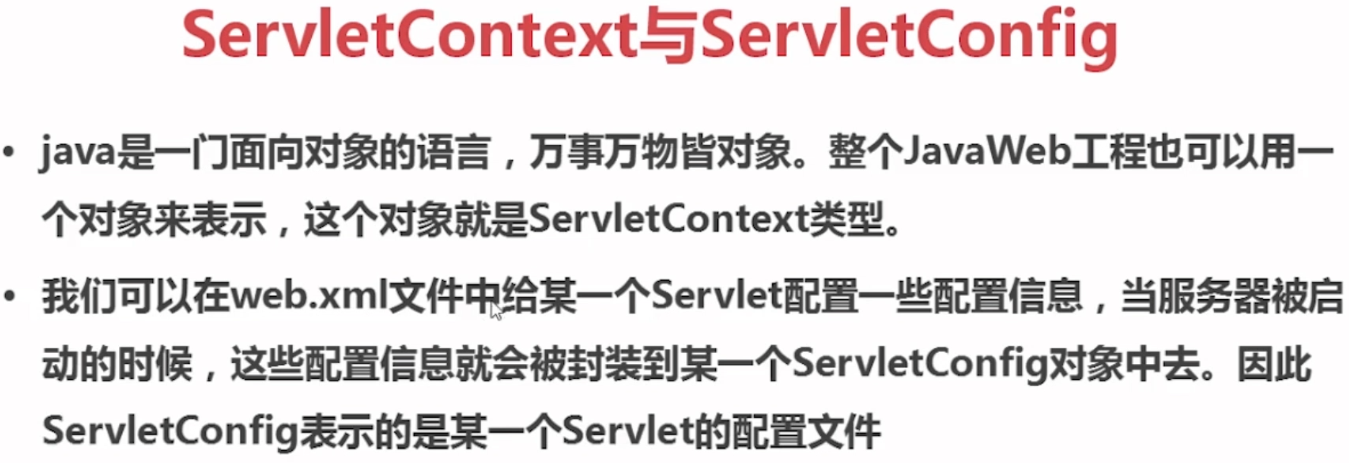 ServletContext与ServletConfig
• java是一门面向对象的语言，万事万物皆对象。整个JavaWeb工程也可以用一
个对象来表示，这个对象就是ServletContext类型。
• 我们可以在web.xml文件中给某一个Servlet配置一些配置信息，当服务器被启
动的时候，这些配置信息就会被封装到某一个ServletConfig对象中去。因此
ServletConfig表示的是某一个Servlet的配置文件